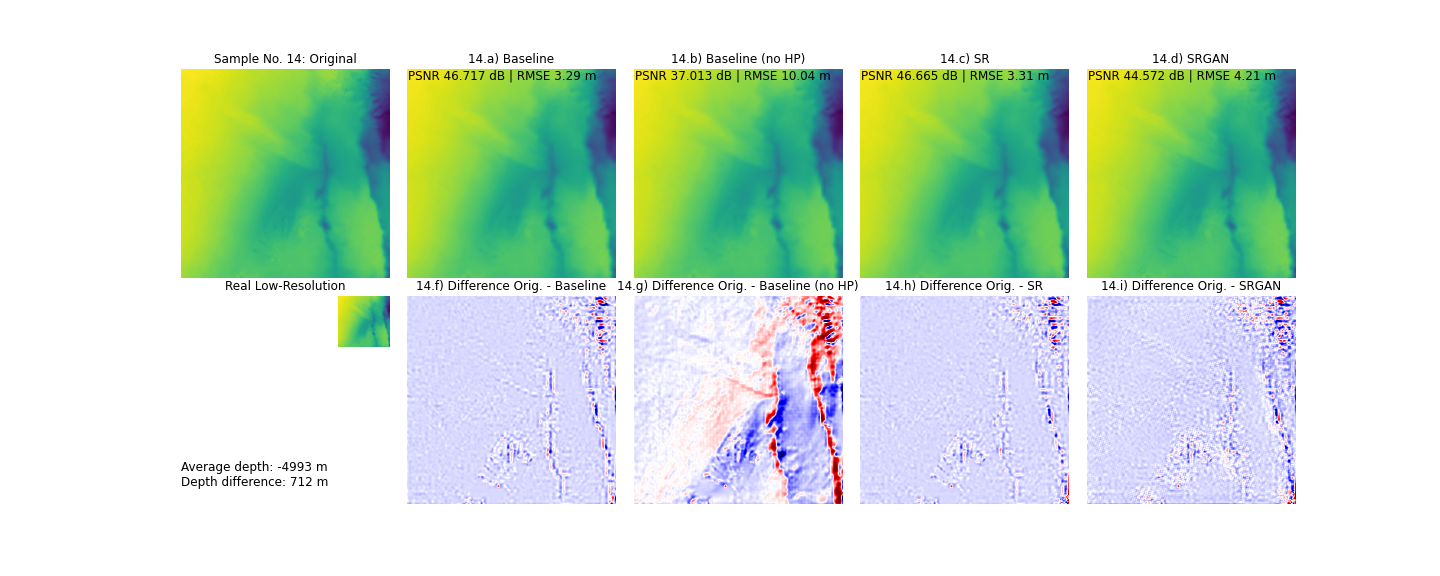 Sample No. 14: Original
14.a) Baseline
14.b) Baseline (no HP)
14.c) SR
14.d) SRGAN
PSNR 46.717 dB | RMSE 3.29 m
PSNR 37.013 dB | RMSE 10.04 m
PSNR 46.665 dB | RMSE 3.31 m
PSNR 44.572 dB | RMSE 4.21 m
Real Low-Resolution
14.f) Difference Orig. - Baseline
14.g) Difference Orig. - Baseline (no HP)
14.h) Difference Orig. - SR
14.i) Difference Orig. - SRGAN
Average depth: -4993 m
Depth difference: 712 m